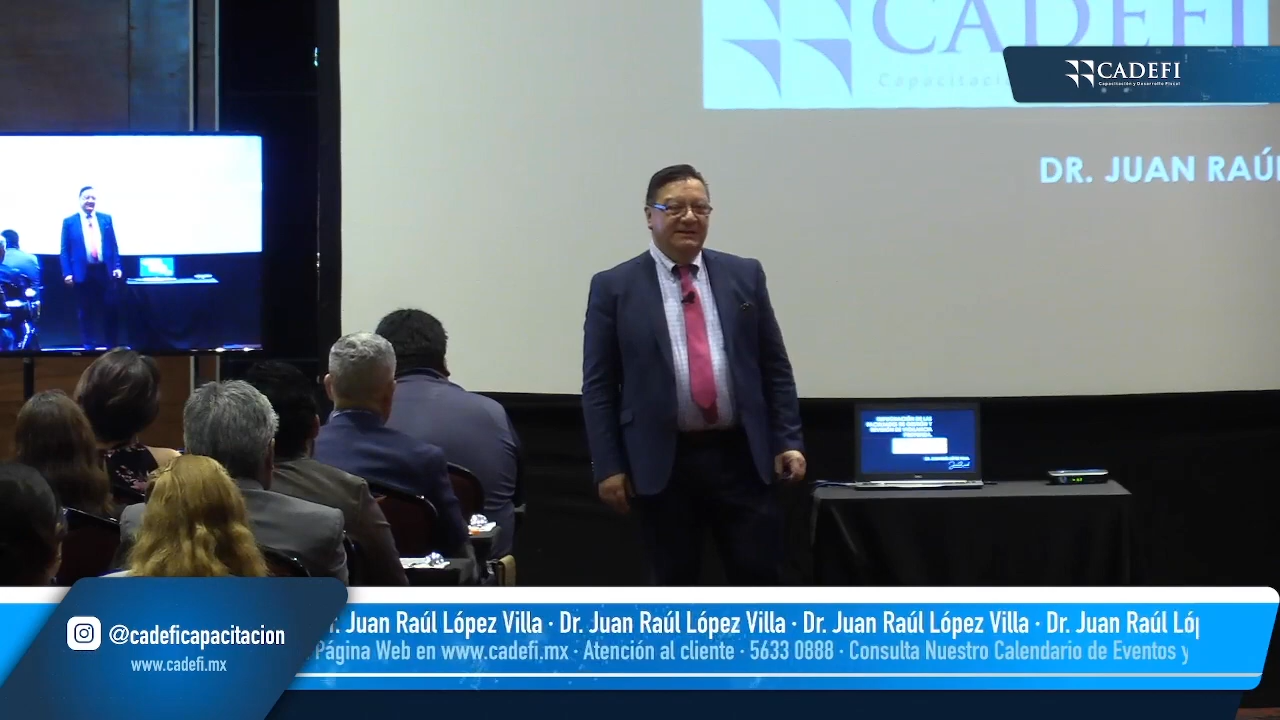 CADEFI
Capacitación
CADEFI
Capacitación y Desarrollo Fiscal
DR. JUAN RAÚ
@cadeficapacitacion
www.cadefi.mx
r. Juan Raúl López Villa · Dr. Juan Raúl López Villa · Dr. Juan Raúl López Villa · Dr. Juan Raúl Lóp
Página Web en www.cadefi.mx · Atención al cliente · 5633 0888 · Consulta Nuestro Calendario de Eventos y